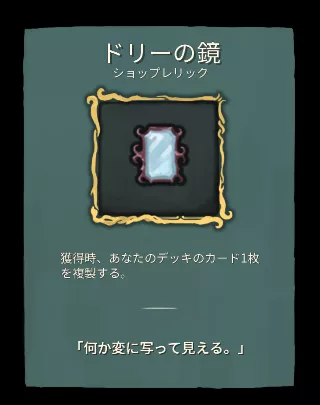 ドリーの鏡
ショップレリック
獲得時、あなたのデッキのカード1枚
を複製する。
「何か変に写って見える。」